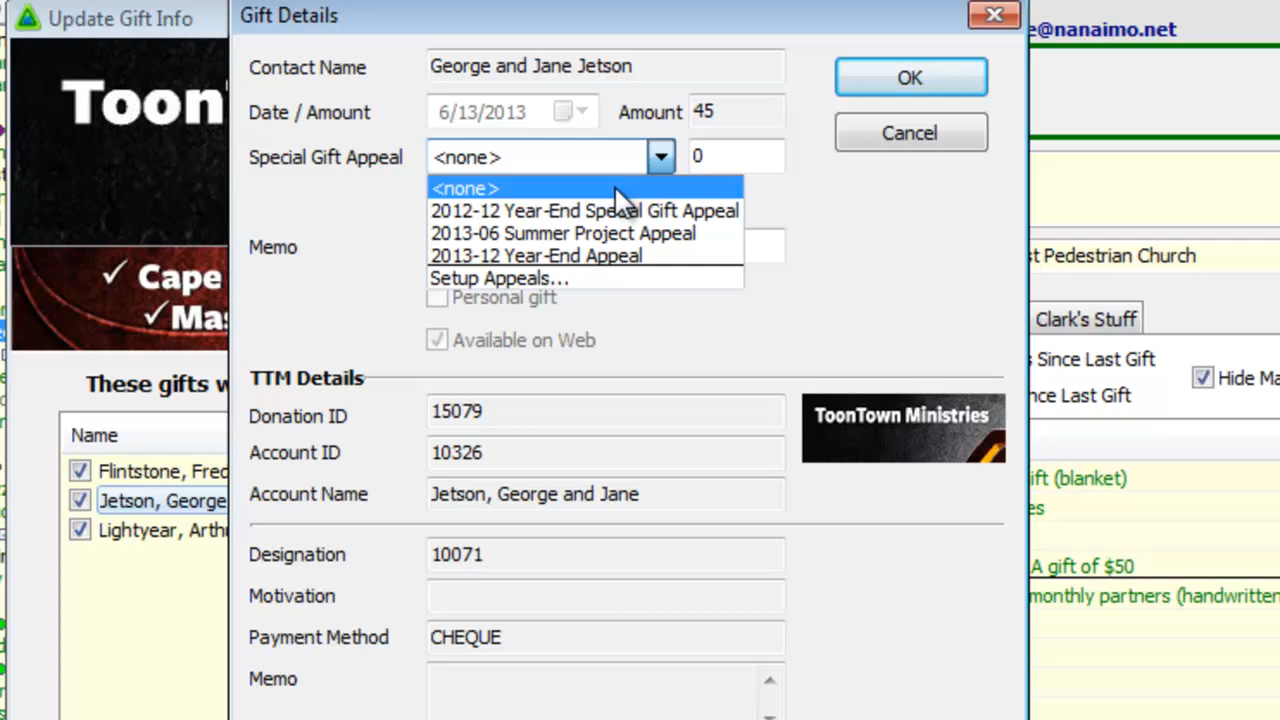 Update Gift Info
Gift Details
@nanaimo.net
Contact Name
George and Jane Jetson
OK
Date / Amount
6/13/2013
Amount
45
Cancel
Special Gift Appeal
<none>
0
<none>
2012-12 Year-End Special Gift Appeal
2013-06 Summer Project Appeal
2013-12 Year-End Appeal
Setup Appeals...
Memo
Personal gift
Available on Web
Toon
✓ Cape
✓ Mas
These gifts w
Name
Flintstone, Fred
Jetson, George
Lightyear, Arth
TTM Details
Donation ID
15079
ToonTown Ministries
Account ID
10326
Account Name
Jetson, George and Jane
Designation
10071
Motivation
Payment Method
CHEQUE
Memo
t Pedestrian Church
Clark's Stuff
Since Last Gift
Hide Ma
nce Last Gift
ift (blanket)
es
A gift of $50
monthly partners (handwritten